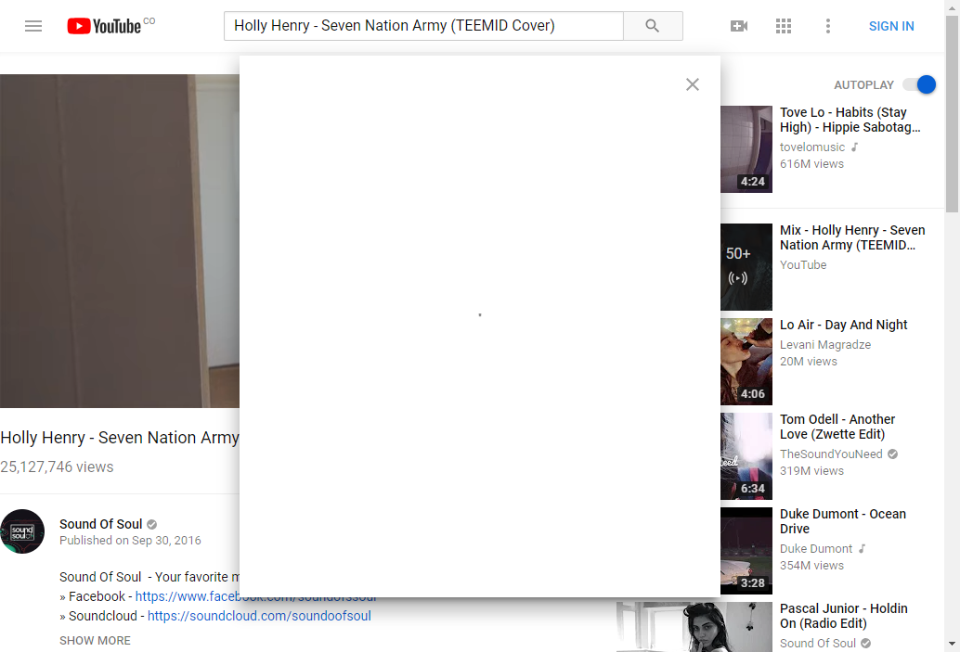 YouTube CO
Holly Henry - Seven Nation Army (TEEMID Cover)
SIGN IN
AUTOPLAY
Tove Lo - Habits (Stay
High) - Hippie Sabotag...
tovelomusic
616M views
4:24
Mix - Holly Henry - Seven
Nation Army (TEEMID...
YouTube
50+
Lo Air - Day And Night
Levani Magradze
20M views
4:06
Tom Odell - Another
Love (Zwette Edit)
TheSoundYouNeed
319M views
6:34
Duke Dumont - Ocean
Drive
Duke Dumont
354M views
3:28
Pascal Junior - Holdin
On (Radio Edit)
Sound Of Soul
Holly Henry - Seven Nation Army
25,127,746 views
sound
soul
Sound Of Soul
Published on Sep 30, 2016
Sound Of Soul - Your favorite m
» Facebook - https://www.facebook.com/soundofssoul
» Soundcloud - https://soundcloud.com/soundoofsoul
SHOW MORE